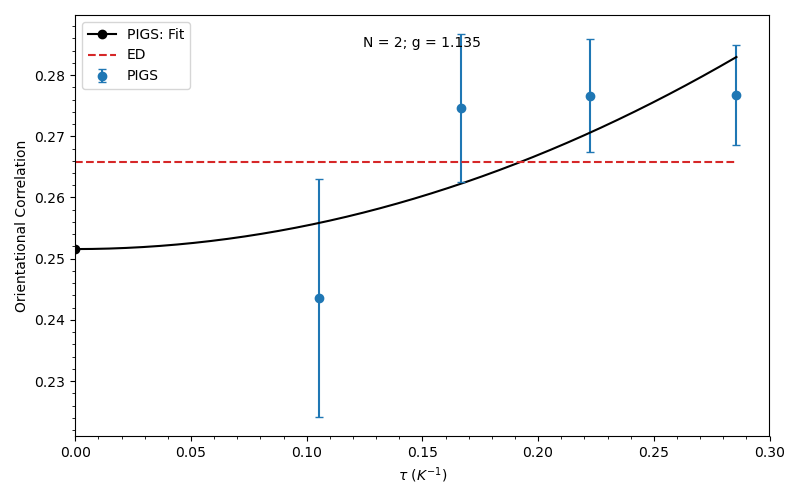 N = 2; g = 1.135
PIGS: Fit
ED
PIGS
Orientational Correlation
0.28
0.27
0.26
0.25
0.24
0.23
0.00 0.05 0.10 0.15 0.20 0.25 0.30
τ (K⁻¹)